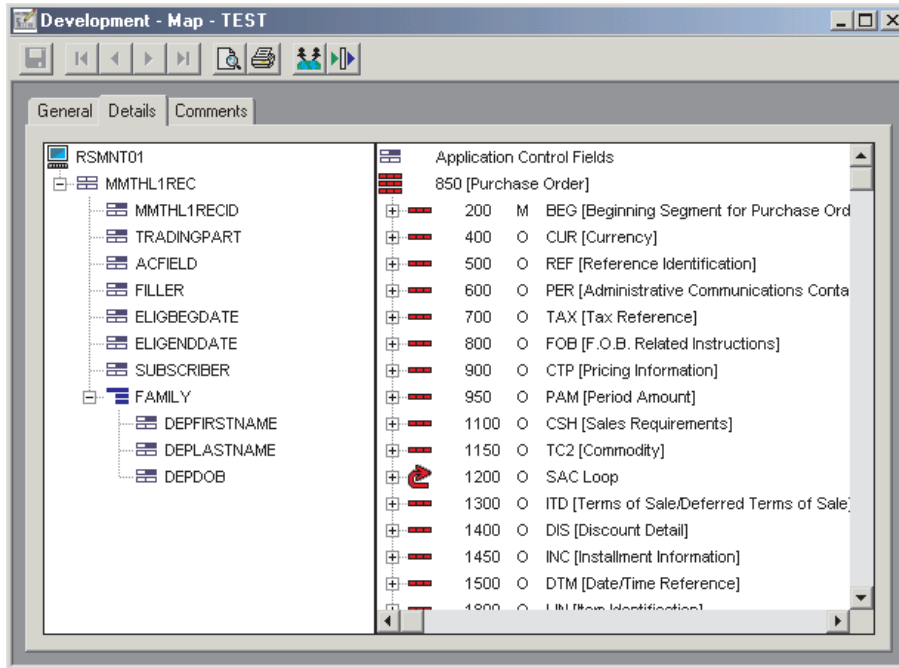 Development - Map - TEST
General Details Comments
RSMNT01
MMTHL1REC
MMTHL1RECID
TRADINGPART
ACFIELD
FILLER
ELIGBEGDATE
ELIGENDDATE
SUBSCRIBER
FAMILY
DEPFIRSTNAME
DEPLASTNAME
DEPDOB
Application Control Fields
850 [Purchase Order]
200 M BEG [Beginning Segment for Purchase Ord
400 O CUR [Currency]
500 O REF [Reference Identification]
600 O PER [Administrative Communications Conta
700 O TAX [Tax Reference]
800 O FOB [F.O.B. Related Instructions]
900 O CTP [Pricing Information]
950 O PAM [Period Amount]
1100 O CSH [Sales Requirements]
1150 O TC2 [Commodity]
1200 O SAC Loop
1300 O ITD [Terms of Sale/Deferred Terms of Sale]
1400 O DIS [Discount Detail]
1450 O INC [Installment Information]
1500 O DTM [Date/Time Reference]
LIN [Item Identification]